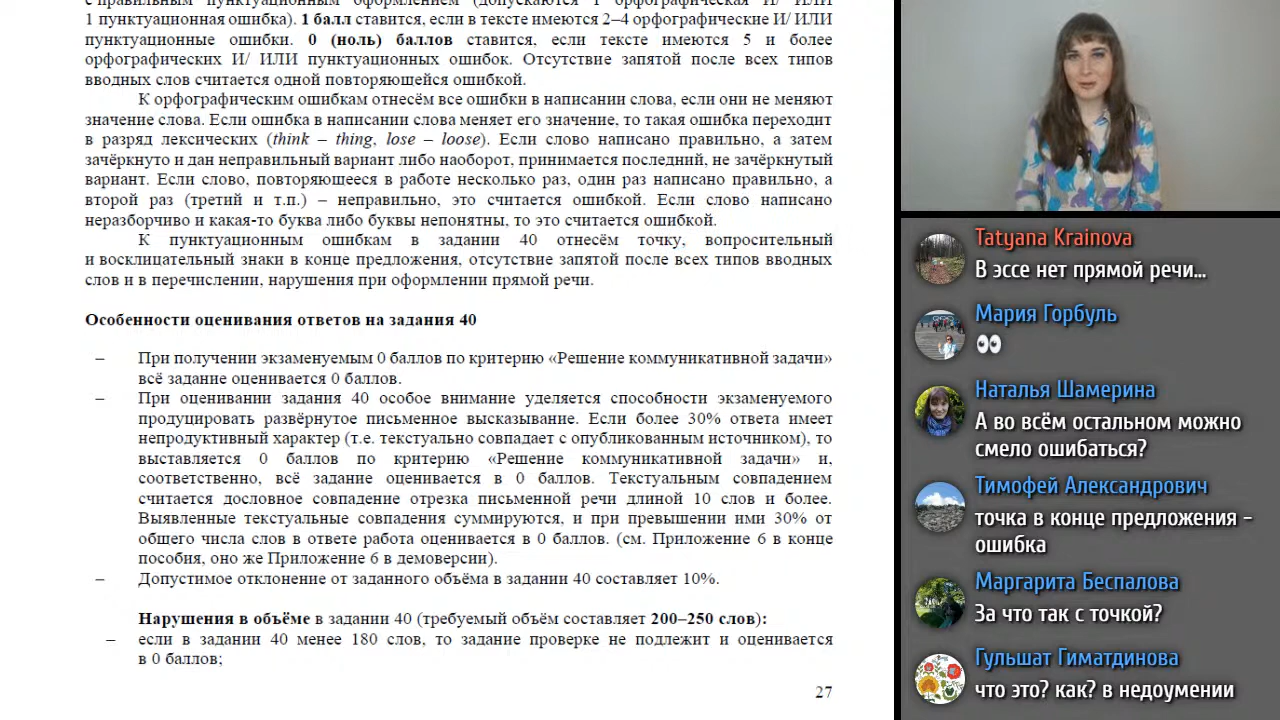 с правильным пунктуационным оформлением (допускаются 1 орфографическая И/ ИЛИ
1 пунктуационная ошибка). 1 балл ставится, если в тексте имеются 2–4 орфографические И/ ИЛИ
пунктуационные ошибки. 0 (ноль) баллов ставится, если тексте имеются 5 и более
орфографических И/ ИЛИ пунктуационных ошибок. Отсутствие запятой после всех типов
вводных слов считается одной повторяющейся ошибкой.
К орфографическим ошибкам отнесём все ошибки в написании слова, если они не меняют
значение слова. Если ошибка в написании слова меняет его значение, то такая ошибка переходит
в разряд лексических (think – thing, lose – loose). Если слово написано правильно, а затем
зачёркнуто и дан неправильный вариант либо наоборот, принимается последний, не зачёркнутый
вариант. Если слово, повторяющееся в работе несколько раз, один раз написано правильно, а
второй раз (третий и т.п.) – неправильно, это считается ошибкой. Если слово написано
неразборчиво и какая-то буква либо буквы непонятны, то это считается ошибкой.
К пунктуационным ошибкам в задании 40 отнесём точку, вопросительный
и восклицательный знаки в конце предложения, отсутствие запятой после всех типов вводных
слов и в перечислении, нарушения при оформлении прямой речи.
Особенности оценивания ответов на задания 40
– При получении экзаменуемым 0 баллов по критерию «Решение коммуникативной задачи»
всё задание оценивается 0 баллов.
– При оценивании задания 40 особое внимание уделяется способности экзаменуемого
продуцировать развёрнутое письменное высказывание. Если более 30% ответа имеет
непродуктивный характер (т.е. текстуально совпадает с опубликованным источником), то
выставляется 0 баллов по критерию «Решение коммуникативной задачи» и,
соответственно, всё задание оценивается в 0 баллов. Текстуальным совпадением
считается дословное совпадение отрезка письменной речи длиной 10 слов и более.
Выявленные текстуальные совпадения суммируются, и при превышении ими 30% от
общего числа слов в ответе работа оценивается в 0 баллов. (см. Приложение 6 в конце
пособия, оно же Приложение 6 в демоверсии).
– Допустимое отклонение от заданного объёма в задании 40 составляет 10%.
Нарушения в объёме в задании 40 (требуемый объём составляет 200–250 слов):
– если в задании 40 менее 180 слов, то задание проверке не подлежит и оценивается
в 0 баллов;
27
Tatyana Krainova
В эссе нет прямой речи...
Мария Горбуль
👀
Наталья Шамерина
А во всём остальном можно
смело ошибаться?
Тимофей Александрович
точка в конце предложения -
ошибка
Маргарита Беспалова
За что так с точкой?
Гульшат Гиматдинова
что это? как? в недоумении